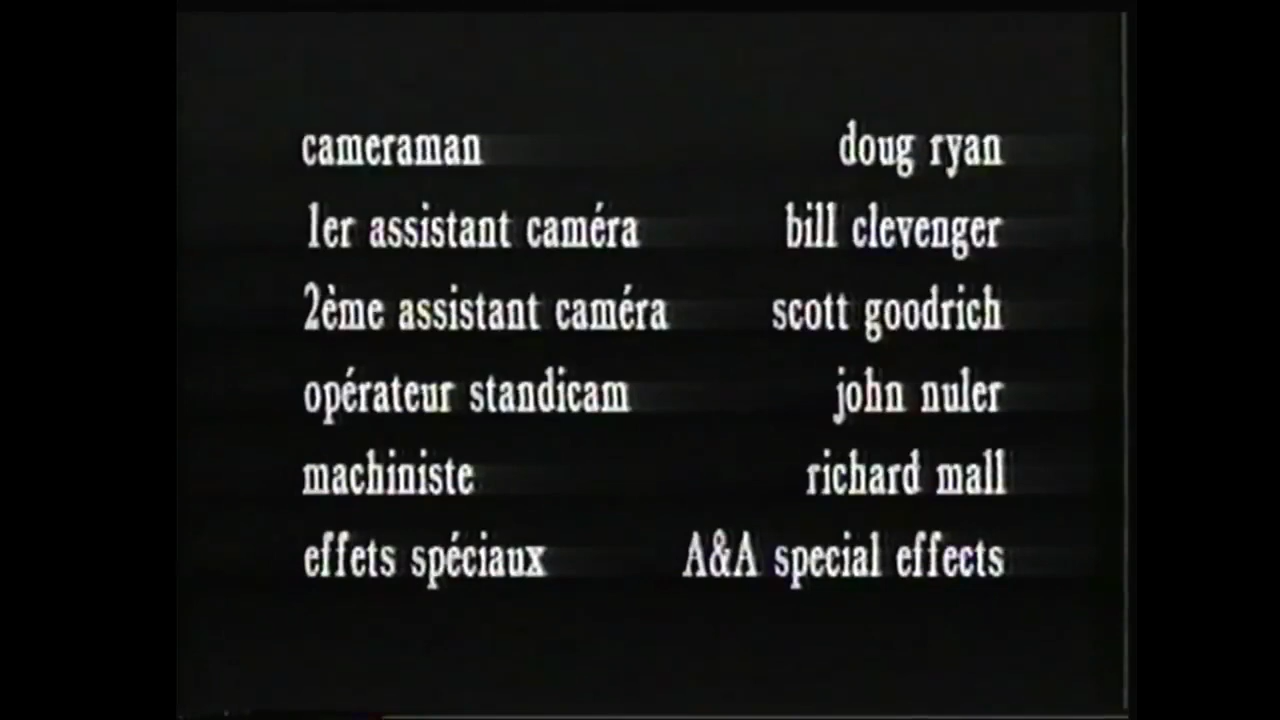 cameraman doug ryan
1er assistant caméra bill clevenger
2ème assistant caméra scott goodrich
opérateur standicam john nuler
machiniste richard mall
effets spéciaux A&A special effects